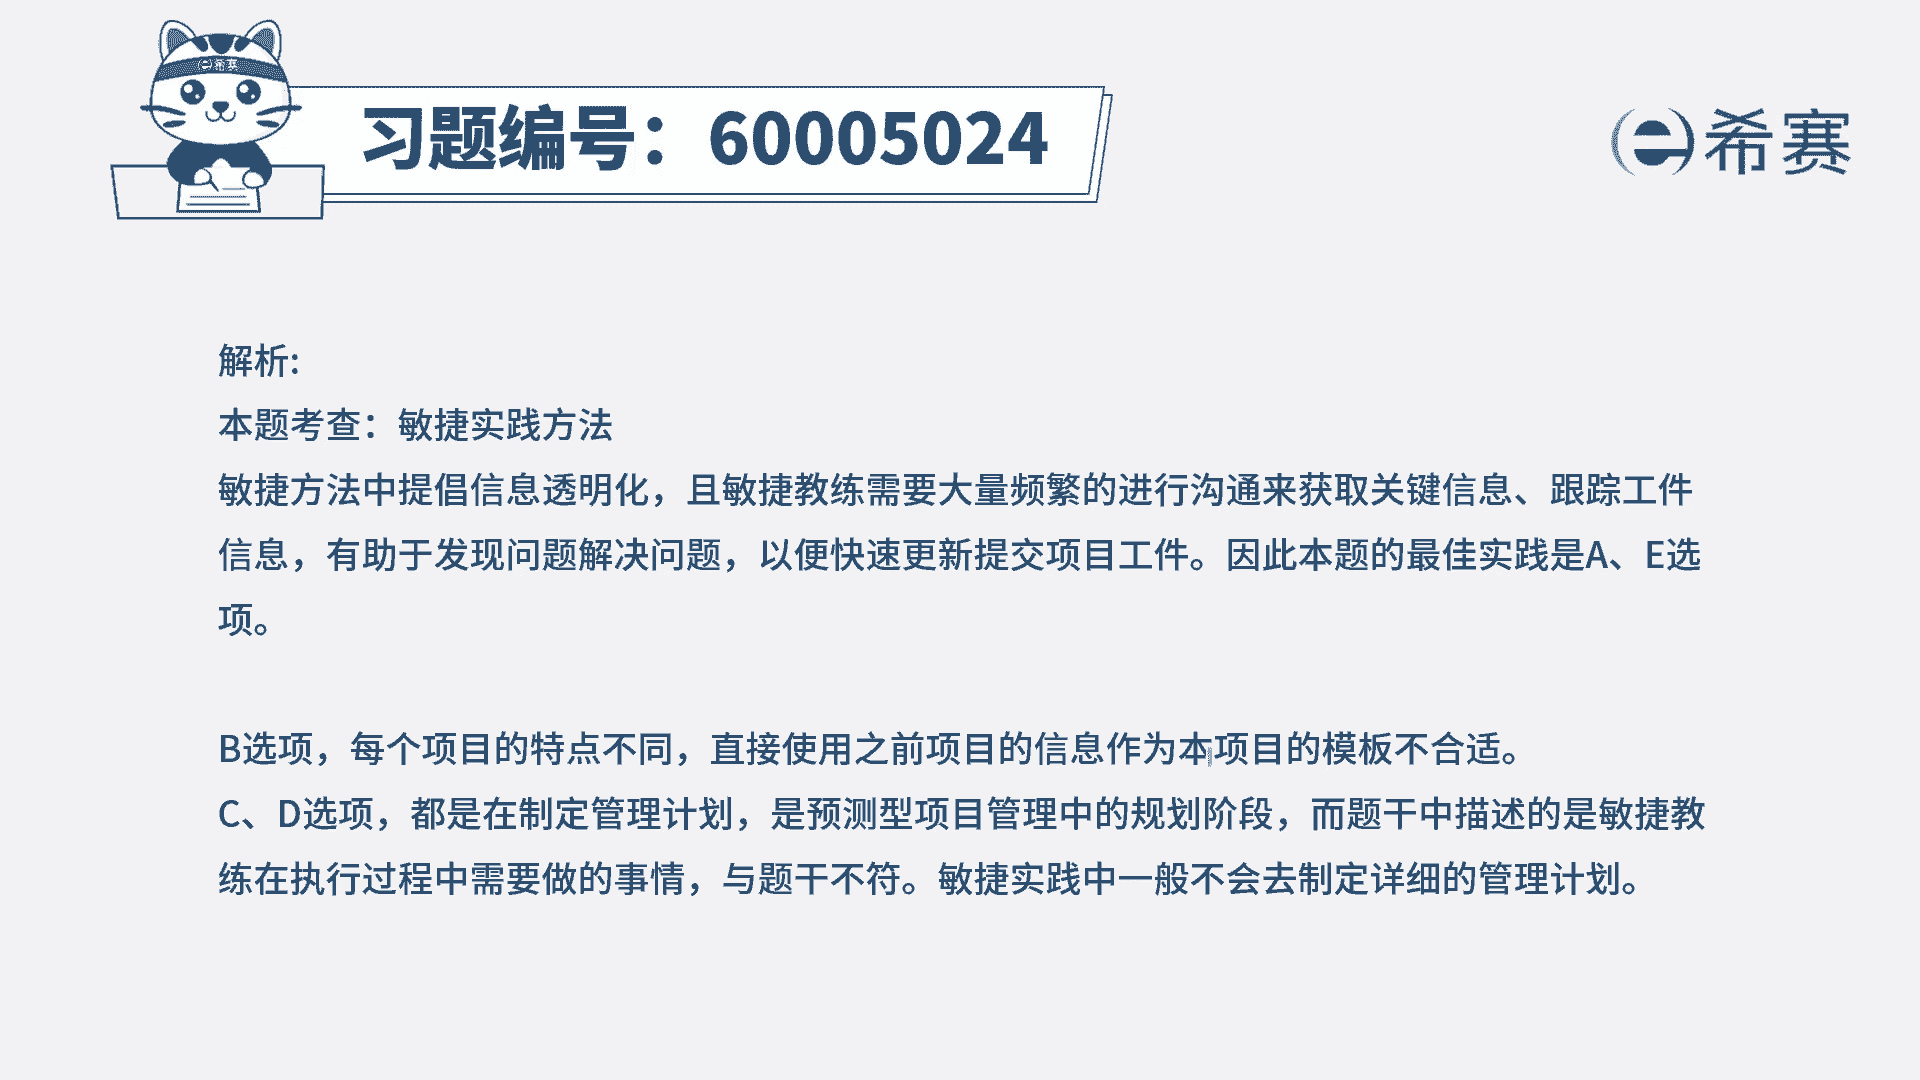 希赛
习题编号：60005024
希赛
解析:
本题考查：敏捷实践方法
敏捷方法中提倡信息透明化，且敏捷教练需要大量频繁的进行沟通来获取关键信息、跟踪工件
信息，有助于发现问题解决问题，以便快速更新提交项目工件。因此本题的最佳实践是A、E选
项。
B选项，每个项目的特点不同，直接使用之前项目的信息作为本项目的模板不合适。
C、D选项，都是在制定管理计划，是预测型项目管理中的规划阶段，而题干中描述的是敏捷教
练在执行过程中需要做的事情，与题干不符。敏捷实践中一般不会去制定详细的管理计划。